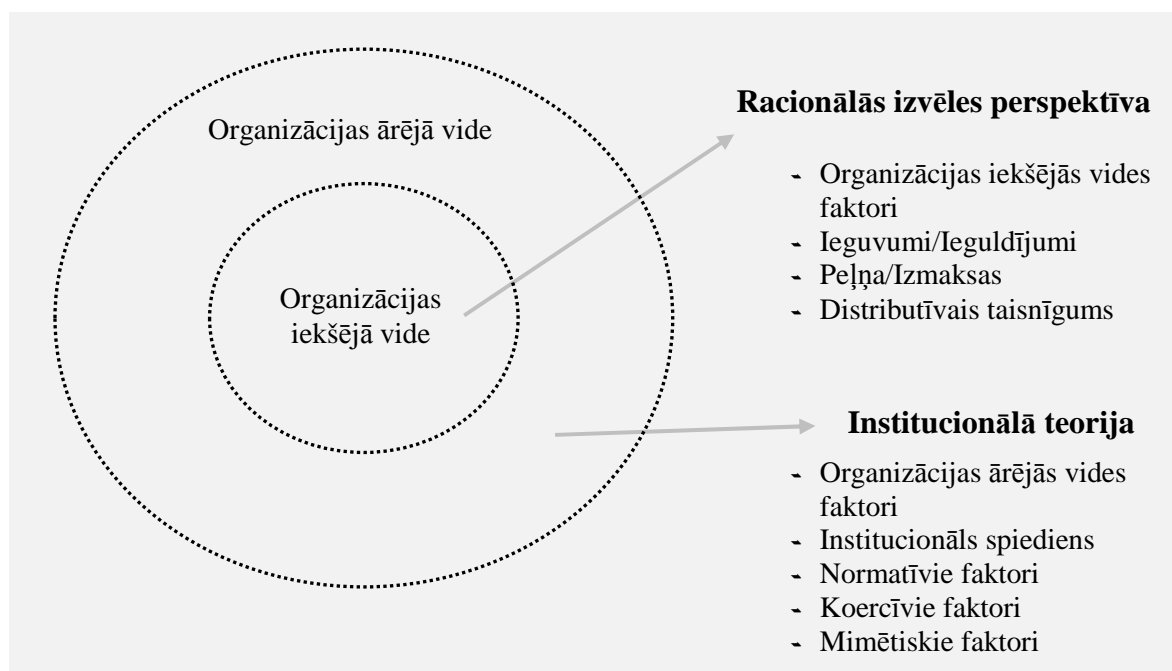 Organizācijas ārējā vide
Organizācijas
iekšējā vide
Racionālās izvēles perspektīva
- Organizācijas iekšējās vides
faktori
- Ieguvumi/Ieguldījumi
- Peļņa/Izmaksas
- Distributīvais taisnīgums
Institucionālā teorija
- Organizācijas ārējās vides
faktori
- Institucionāls spiediens
- Normatīvie faktori
- Koercīvie faktori
- Mimētiskie faktori